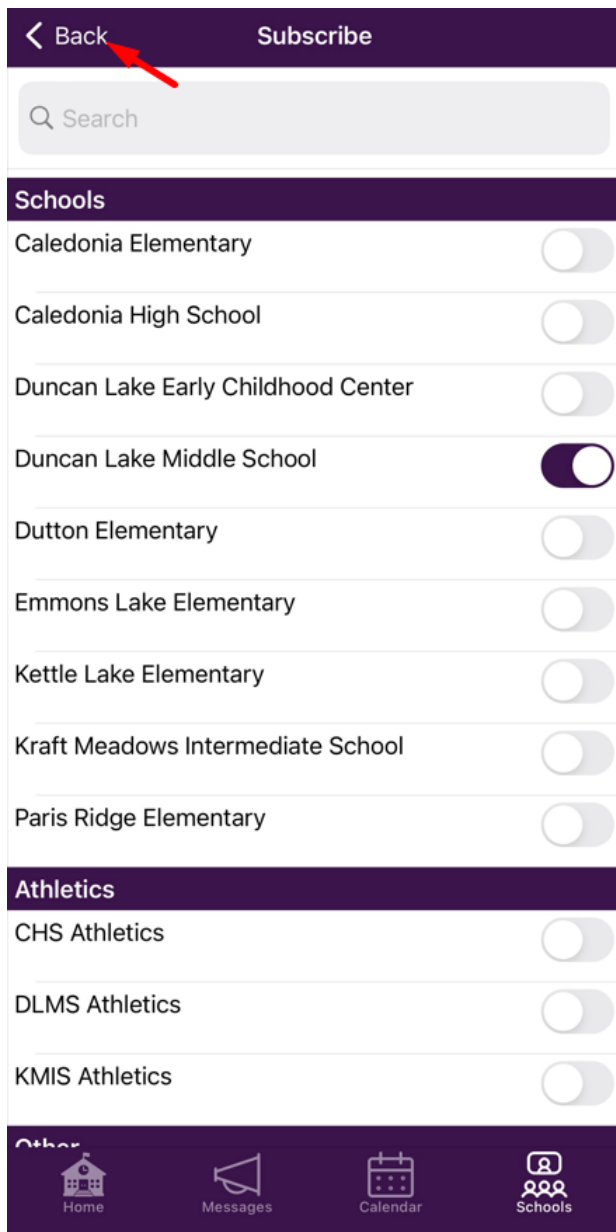 Back Subscribe
Search
Schools
Caledonia Elementary
Caledonia High School
Duncan Lake Early Childhood Center
Duncan Lake Middle School
Dutton Elementary
Emmons Lake Elementary
Kettle Lake Elementary
Kraft Meadows Intermediate School
Paris Ridge Elementary
Athletics
CHS Athletics
DLMS Athletics
KMIS Athletics
Other
Home Messages Calendar Schools